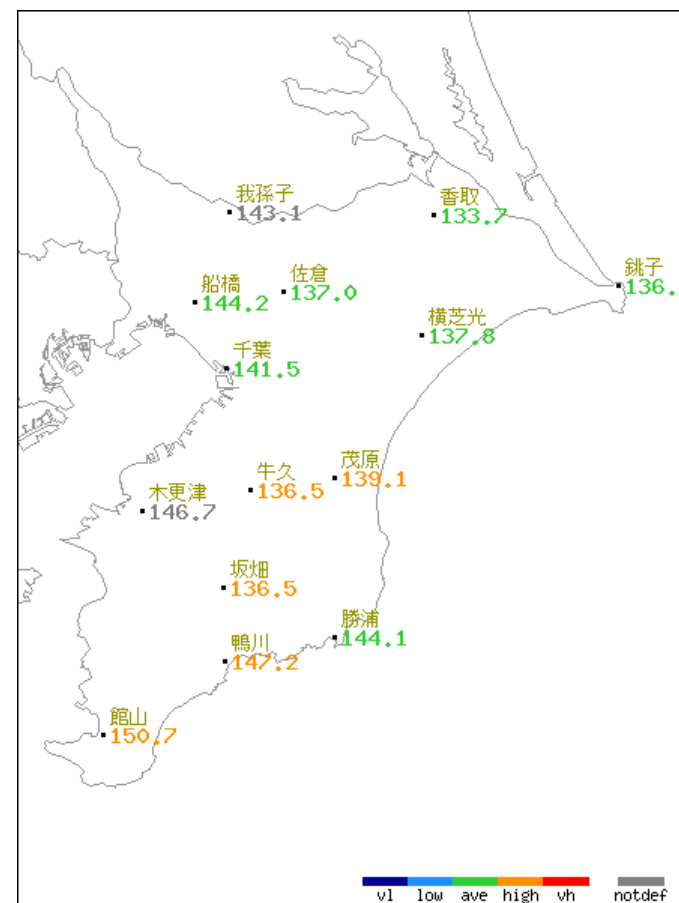 我孫子
143.1
香取
133.7
船橋
144.2
佐倉
137.0
銚子
136.
横芝光
137.8
千葉
141.5
牛久
136.5
茂原
139.1
木更津
146.7
坂畑
136.5
勝浦
144.1
鴨川
147.2
館山
150.7
vl low ave high vh notdef